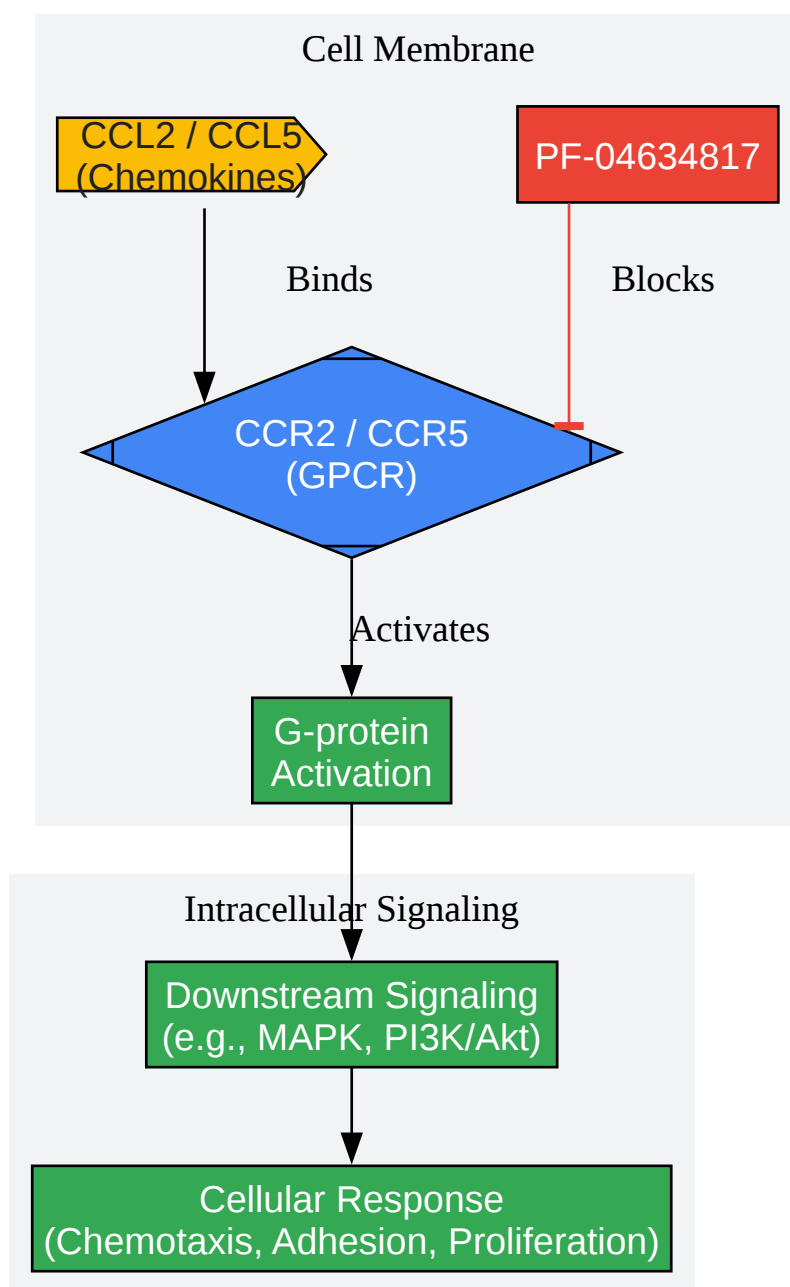 Cell Membrane
CCL2 / CCL5
(Chemokines)
PF-04634817
Binds
Blocks
CCR2 / CCR5
(GPCR)
Activates
G-protein
Activation
Intracellular Signaling
Downstream Signaling
(e.g., MAPK, PI3K/Akt)
Cellular Response
(Chemotaxis, Adhesion, Proliferation)